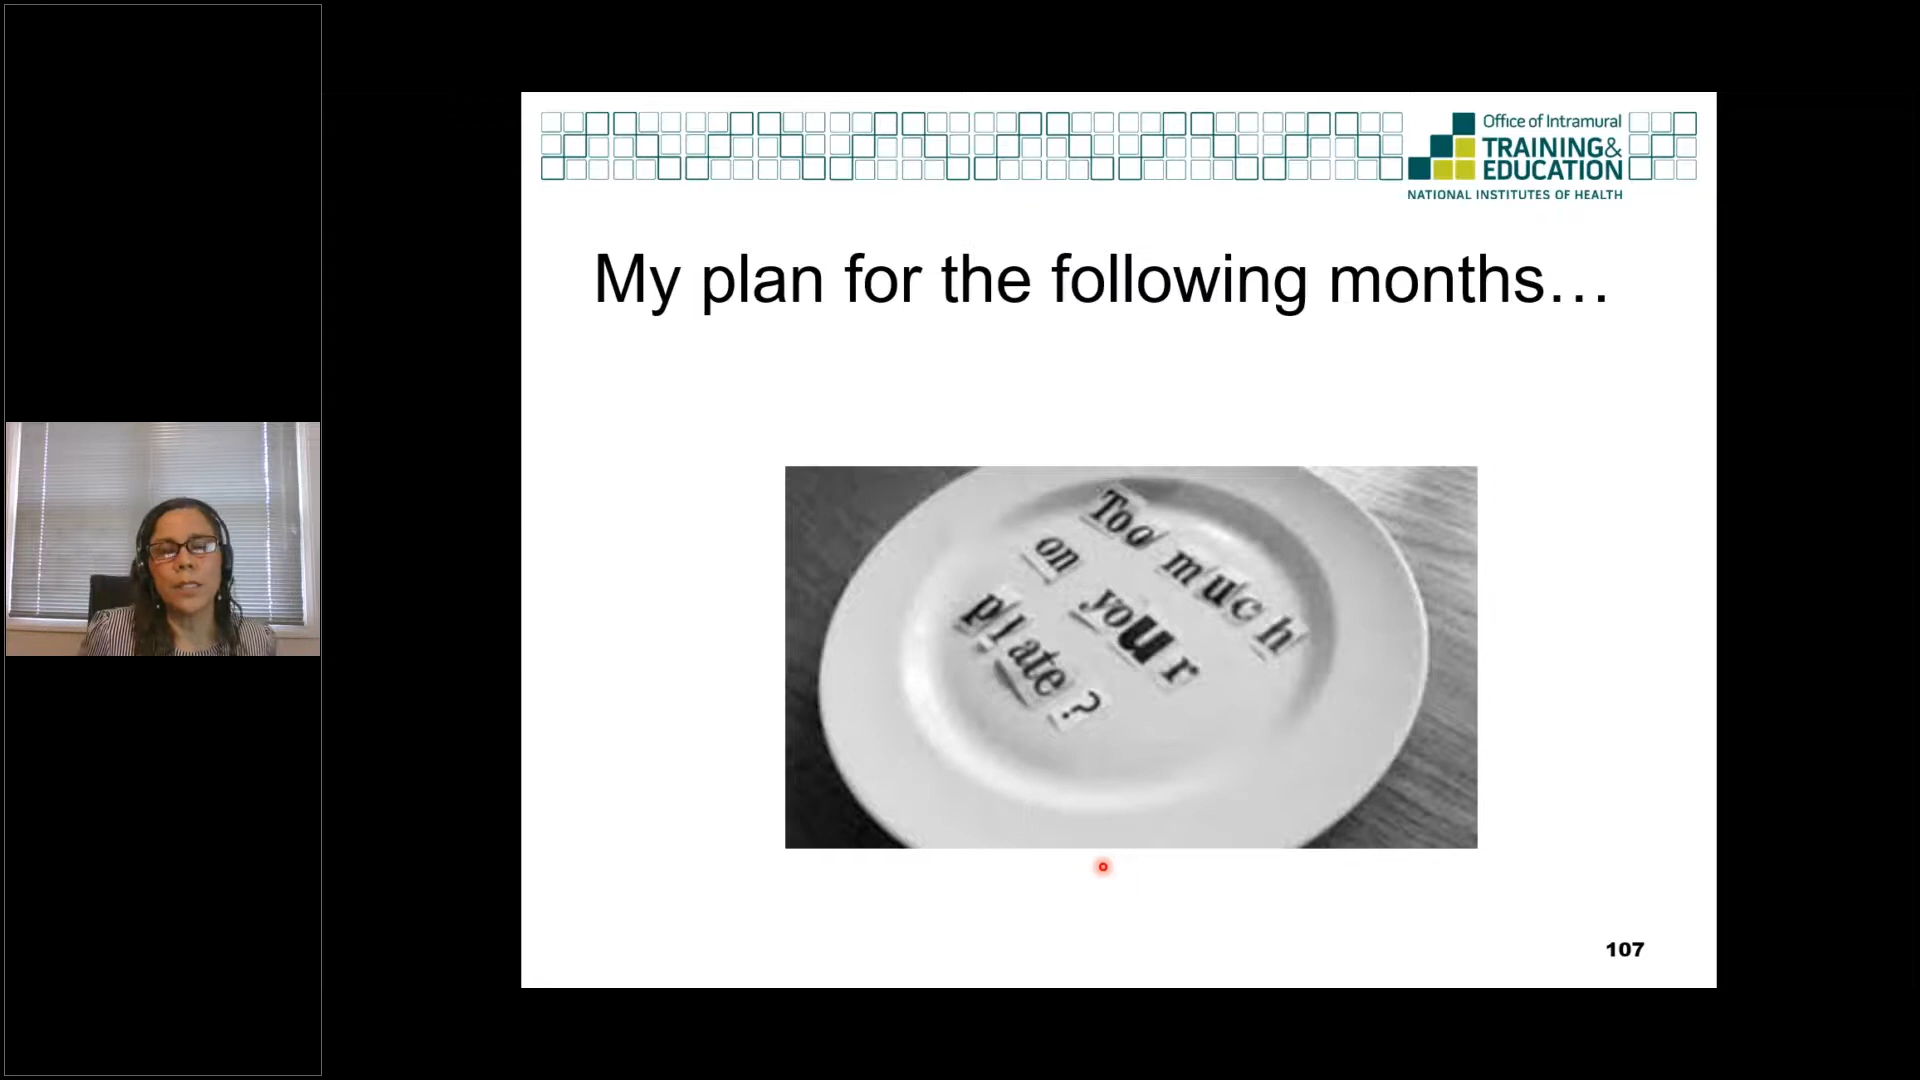 Office of Intramural
TRAINING&
EDUCATION
NATIONAL INSTITUTES OF HEALTH
My plan for the following months…
Too much
on your
plate?
107